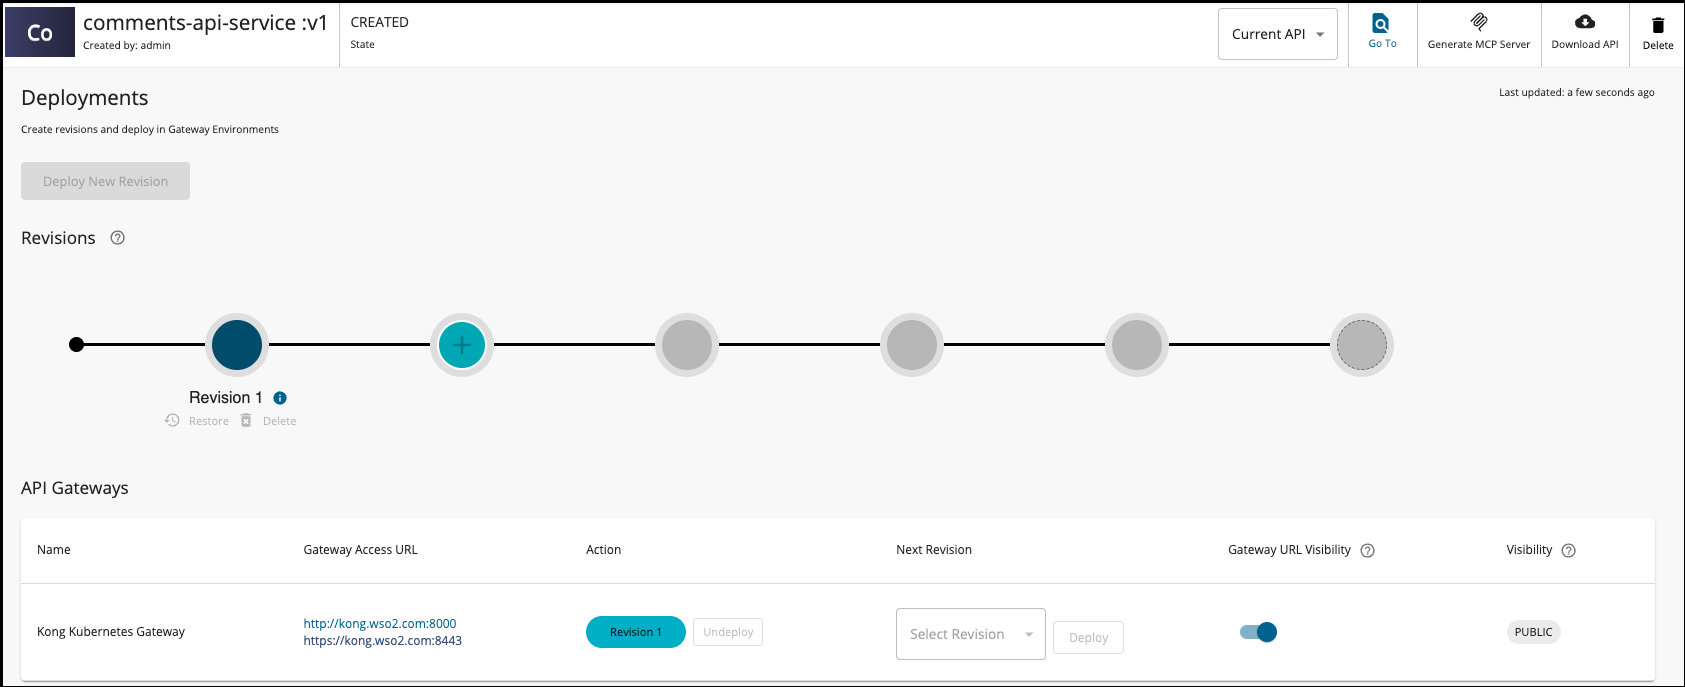 Co
comments-api-service :v1
Created by: admin
CREATED
State
Current API
Go To
Generate MCP Server
Download API
Delete
Deployments
Last updated: a few seconds ago
Create revisions and deploy in Gateway Environments
Deploy New Revision
Revisions
Revision 1
Restore
Delete
API Gateways
Name
Gateway Access URL
Action
Next Revision
Gateway URL Visibility
Visibility
Kong Kubernetes Gateway
http://kong.wso2.com:8000
https://kong.wso2.com:8443
Revision 1
Undeploy
Select Revision
Deploy
PUBLIC